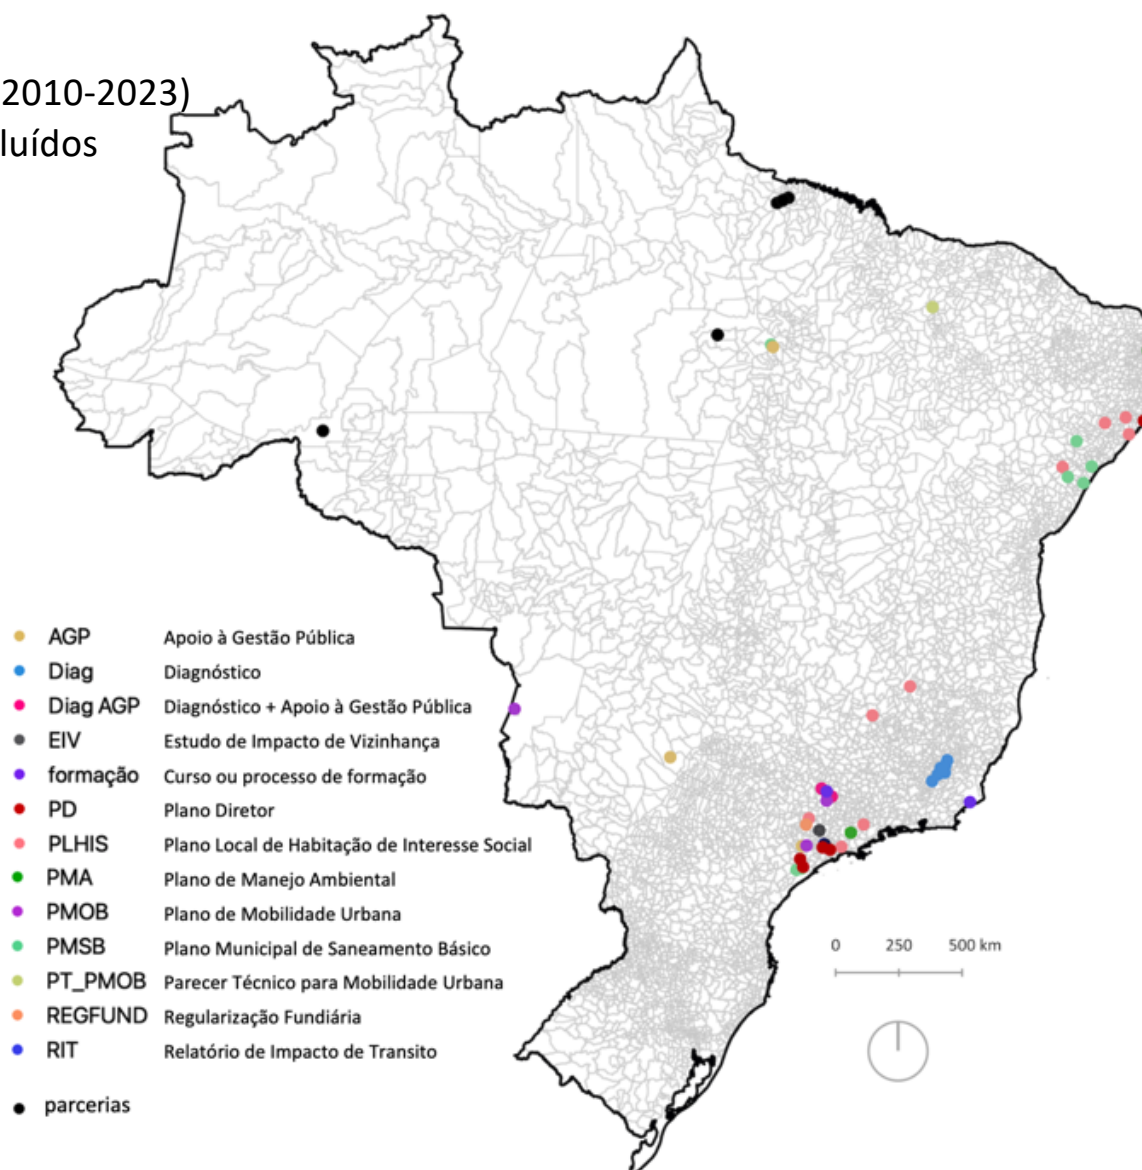 2010-2023)
luídos
AGP Apoio à Gestão Pública
Diag Diagnóstico
Diag AGP Diagnóstico + Apoio à Gestão Pública
EIV Estudo de Impacto de Vizinhança
formação Curso ou processo de formação
PD Plano Diretor
PLHIS Plano Local de Habitação de Interesse Social
PMA Plano de Manejo Ambiental
PMOB Plano de Mobilidade Urbana
PMSB Plano Municipal de Saneamento Básico
PT_PMOB Parecer Técnico para Mobilidade Urbana
REGFUND Regularização Fundiária
RIT Relatório de Impacto de Transito
parcerias
0 250 500 km